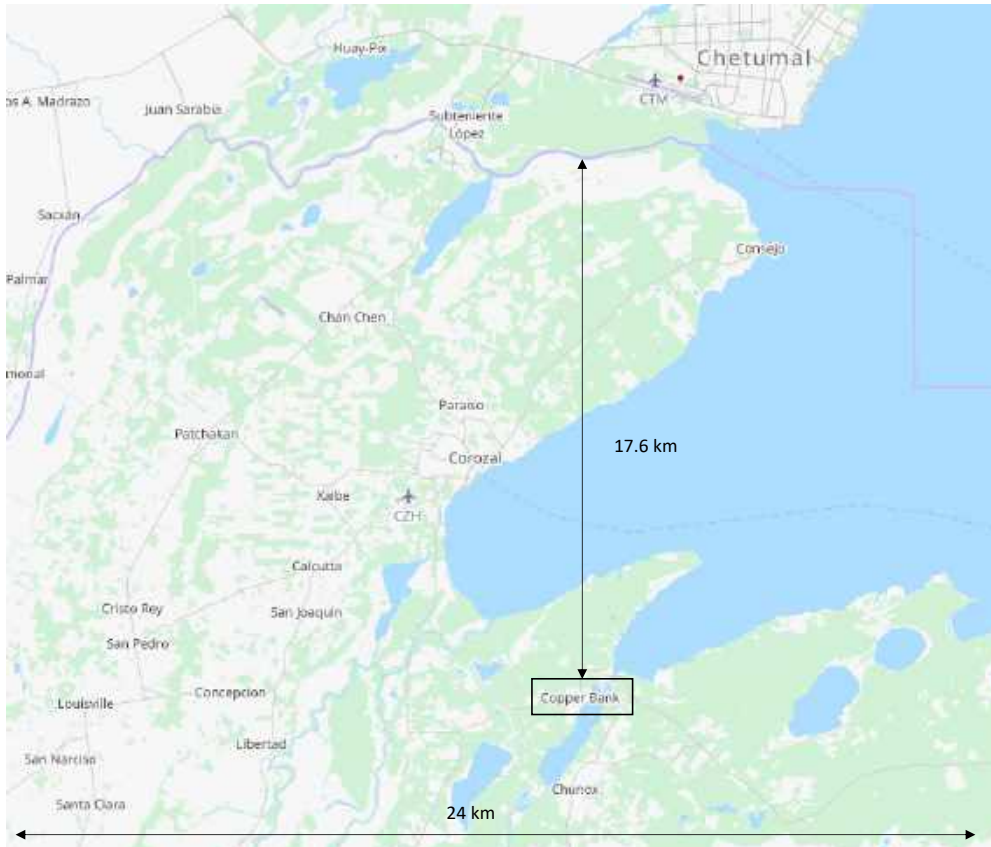 Huay-Pix
Chetumal
CTM
os A. Madrazo
Juan Sarabia
Subteniente
López
Sacxán
Consejo
Palmar
Chan Chen
monal
Paraiso
Patchakan
17.6 km
Corozal
Xaibe
CZH
Calcutta
Cristo Rey
San Joaquin
San Pedro
Concepcion
Copper Bank
Louisville
Libertad
San Narciso
Chunox
Santa Clara
24 km